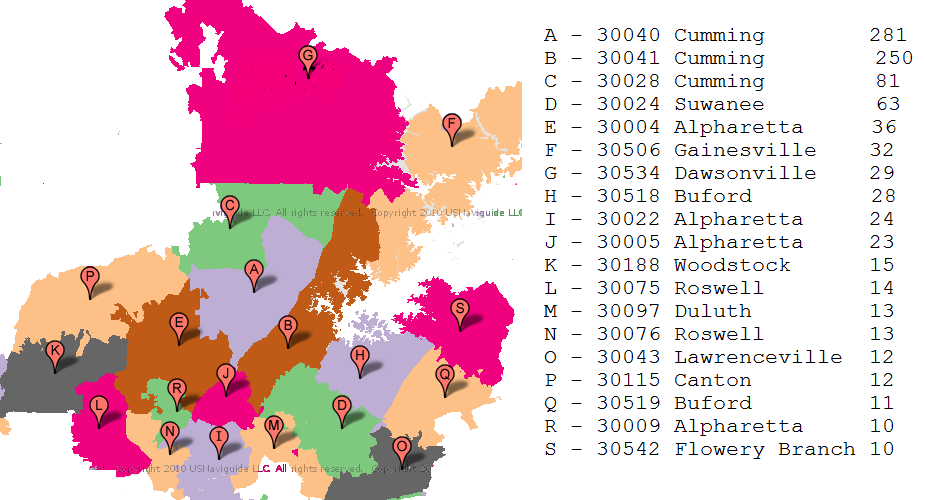 G
F
C
iviguide LLC. All rights reserved. Copyright 2010 USNaviguide LLC
A
P
S
E
B
K
H
J
Q
R
L
D
M
N
I
O
Copyright 2010 USNaviguide LLC. All rights reserved. Copyright 20
A - 30040 Cumming 281
B - 30041 Cumming 250
C - 30028 Cumming 81
D - 30024 Suwanee 63
E - 30004 Alpharetta 36
F - 30506 Gainesville 32
G - 30534 Dawsonville 29
H - 30518 Buford 28
I - 30022 Alpharetta 24
J - 30005 Alpharetta 23
K - 30188 Woodstock 15
L - 30075 Roswell 14
M - 30097 Duluth 13
N - 30076 Roswell 13
O - 30043 Lawrenceville 12
P - 30115 Canton 12
Q - 30519 Buford 11
R - 30009 Alpharetta 10
S - 30542 Flowery Branch 10